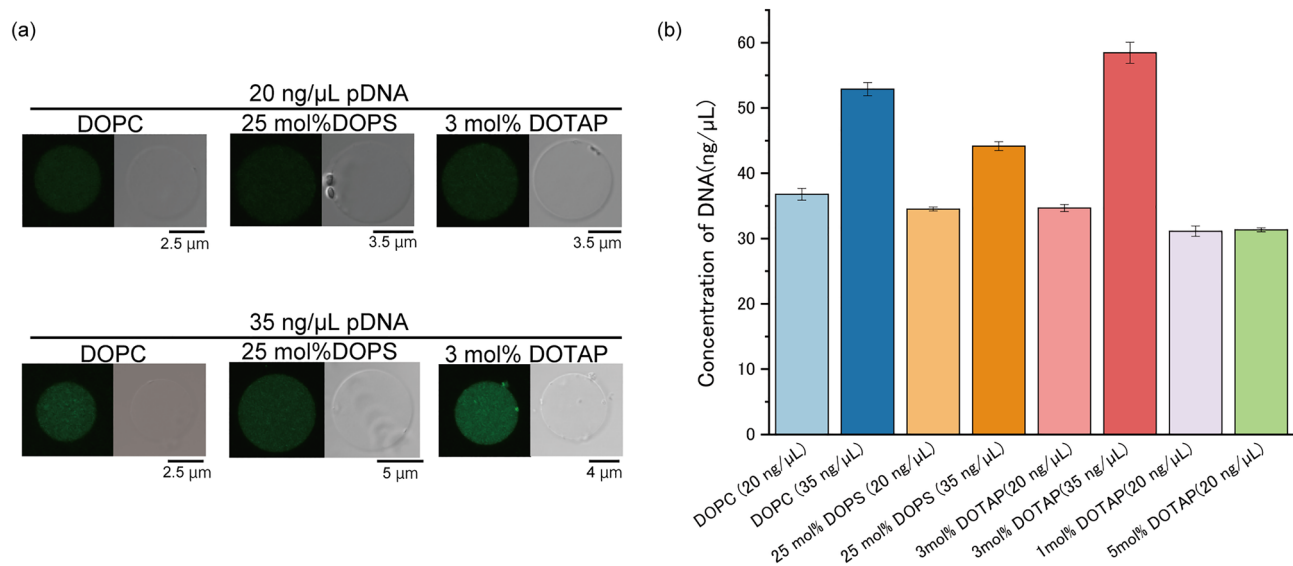 (a)
20 ng/µL pDNA
DOPC
25 mol%DOPS
3 mol% DOTAP
2.5 µm
3.5 µm
3.5 µm
35 ng/µL pDNA
DOPC
25 mol%DOPS
3 mol% DOTAP
2.5 µm
5 µm
4 µm
(b)
Concentration of DNA(ng/µL)
60
50
40
30
20
10
0
DOPC (20 ng/µL)
DOPC (35 ng/µL)
25 mol% DOPS (20 ng/µL)
25 mol% DOPS (35 ng/µL)
3mol% DOTAP(20 ng/µL)
3mol% DOTAP(35 ng/µL)
1mol% DOTAP(20 ng/µL)
5mol% DOTAP(20 ng/µL)